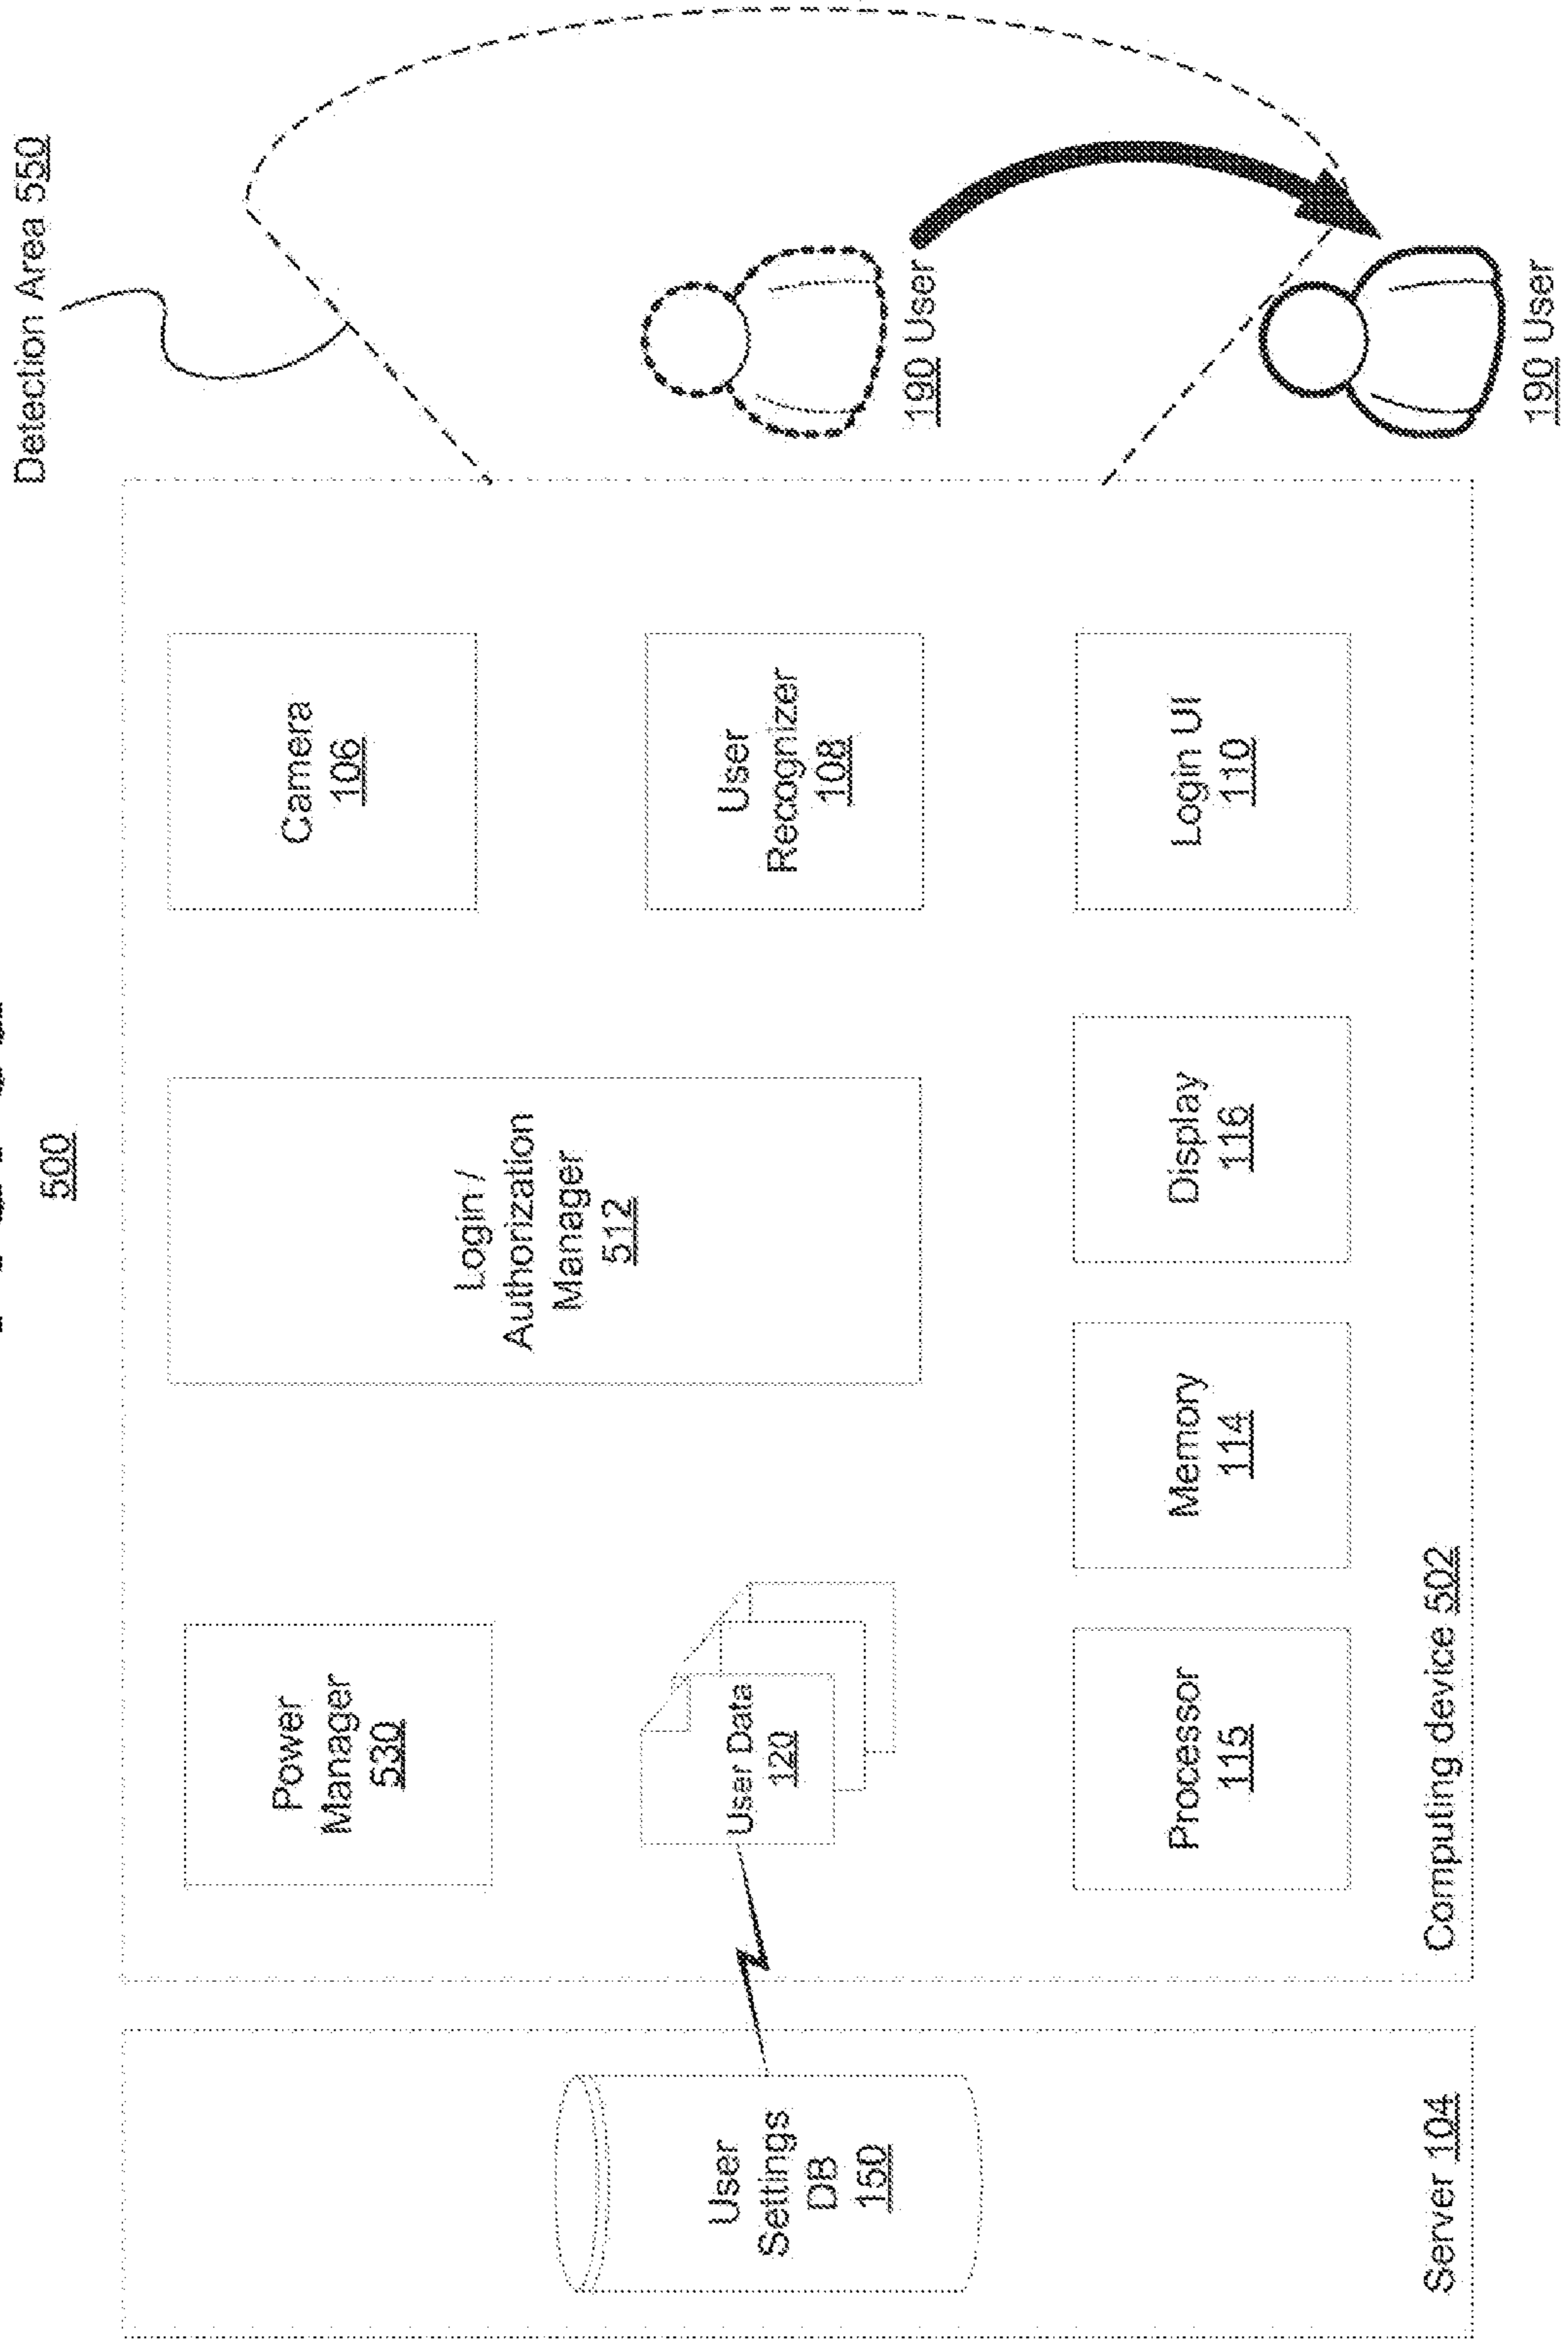 500
Detection Area 550
Server 104
User
Settings
DB
150
Computing device 502
Power
Manager
530
User Data
120
Processor
115
Login /
Authorization
Manager
512
Memory
114
Display
116
Camera
106
User
Recognizer
108
Login UI
110
190 User
190 User